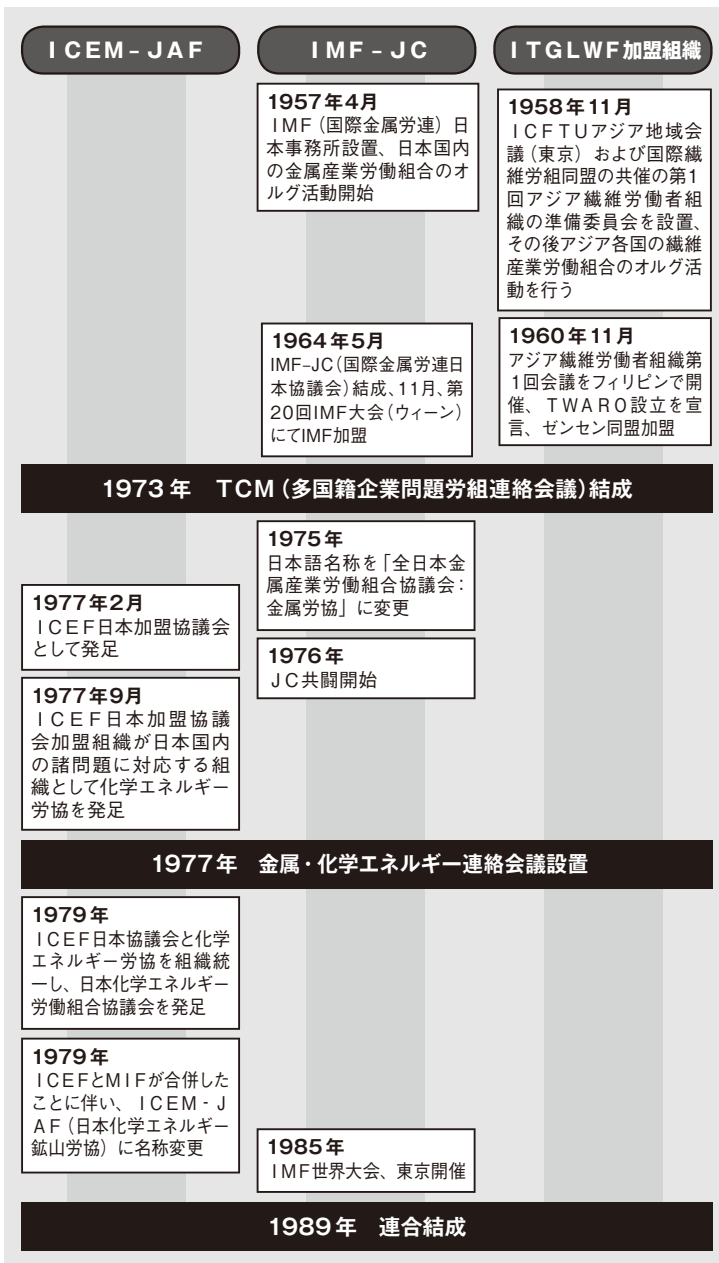 ICEM-JAF
IMF-JC
ITGLWF加盟組織
1957年4月
IMF(国際金属労連)日
本事務所設置、日本国内
の金属産業労働組合のオ
ルグ活動開始
1958年11月
ICFTUアジア地域会
議(東京)および国際繊
維労組同盟の共催の第1
回アジア繊維労働者組
織の準備委員会を設置、
その後アジア各国の繊維
産業労働組合のオルグ活
動を行う
1964年5月
IMF-JC(国際金属労連日
本協議会)結成、11月、第
20回IMF大会(ウィーン)
にてIMF加盟
1960年11月
アジア繊維労働者組織第
1回会議をフィリピンで開
催、TWARO設立を宣
言、ゼンセン同盟加盟
1973年 TCM(多国籍企業問題労組連絡会議)結成
1975年
日本語名称を「全日本金
属産業労働組合協議会:
金属労協」に変更
1977年2月
ICEF日本加盟協議会
として発足
1976年
JC共闘開始
1977年9月
ICEF日本加盟協議
会加盟組織が日本国内
の諸問題に対応する組
織として化学エネルギー
労協を発足
1977年 金属・化学エネルギー連絡会議設置
1979年
ICEF日本協議会と化学
エネルギー労協を組織統
一し、日本化学エネルギー
労働組合協議会を発足
1979年
ICEFとMIFが合併した
ことに伴い、ICEM-J
AF(日本化学エネルギー
鉱山労協)に名称変更
1985年
IMF世界大会、東京開催
1989年 連合結成